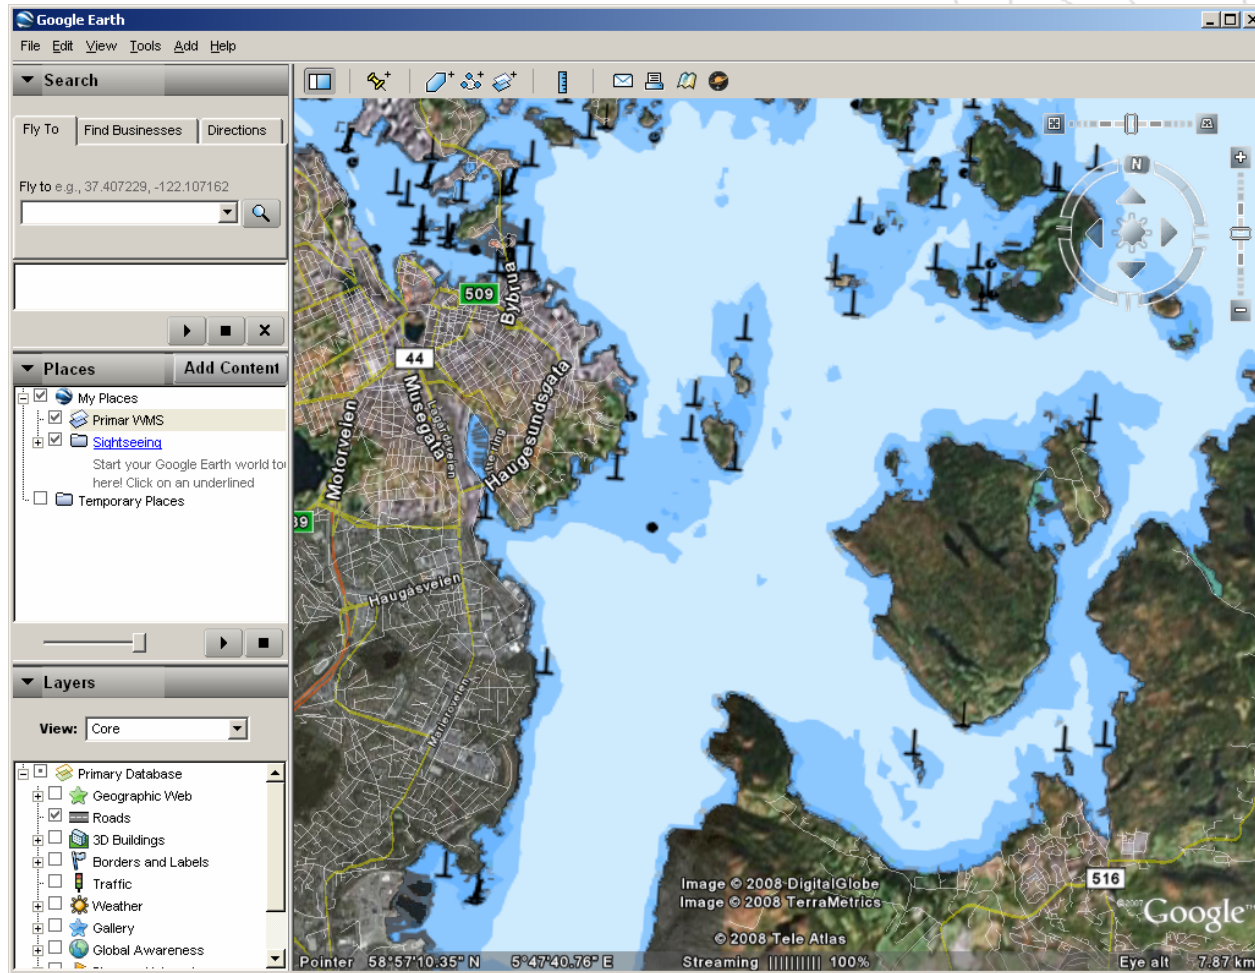 Google Earth
File Edit View Tools Add Help
Search
Fly To Find Businesses Directions
Fly to e.g., 37.407229, -122.107162
Places Add Content
My Places
Primar WMS
Sightseeing
Start your Google Earth world to
here! Click on an underlined
Temporary Places
Layers
View: Core
Primary Database
Geographic Web
Roads
3D Buildings
Borders and Labels
Traffic
Weather
Gallery
Global Awareness
N
509
Bybrua
44
Musegata
Lagårdsveien
Haugesundsgata
Motorveien
39
Haugåsveien
516
Image © 2008 DigitalGlobe
Image © 2008 TerraMetrics
© 2008 Tele Atlas
©2007 Google™
Pointer 58°57'10.35" N 5°47'40.76" E Streaming |||||||||| 100% Eye alt 7.87 km